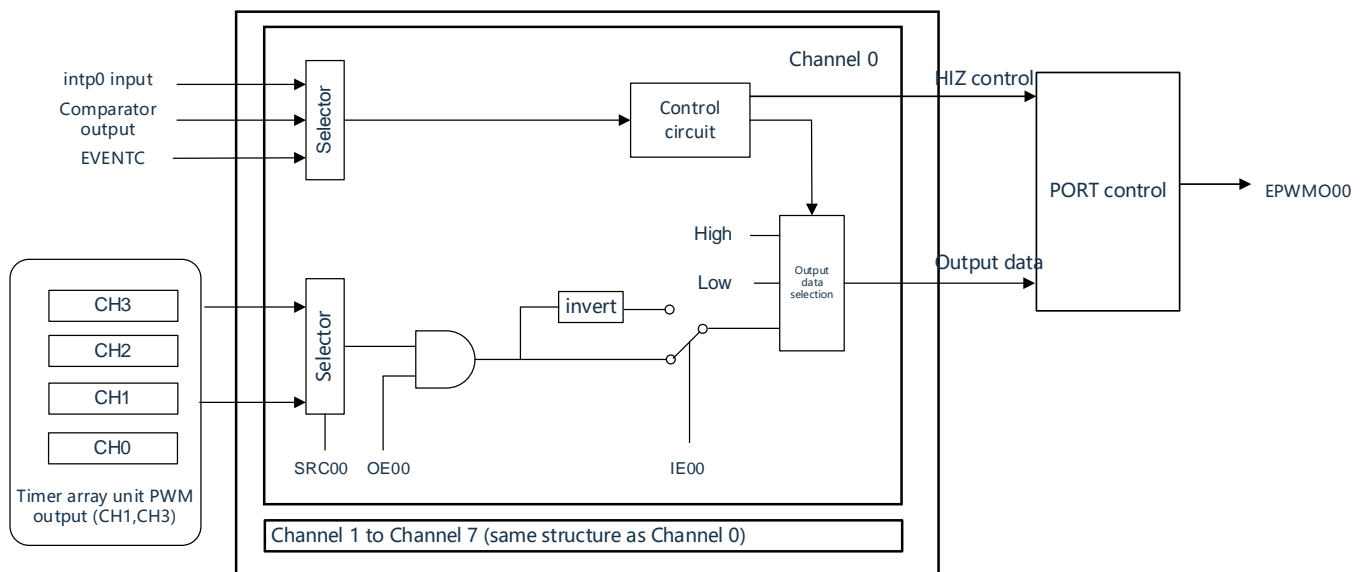 Channel 0
intp0 input
Comparator
output
EVENTC
Selector
Control
circuit
HIZ control
PORT control
EPWMO00
High
Low
Output
data
selection
Output data
CH3
CH2
CH1
CH0
Timer array unit PWM
output (CH1,CH3)
Selector
invert
SRC00
OE00
IE00
Channel 1 to Channel 7 (same structure as Channel 0)